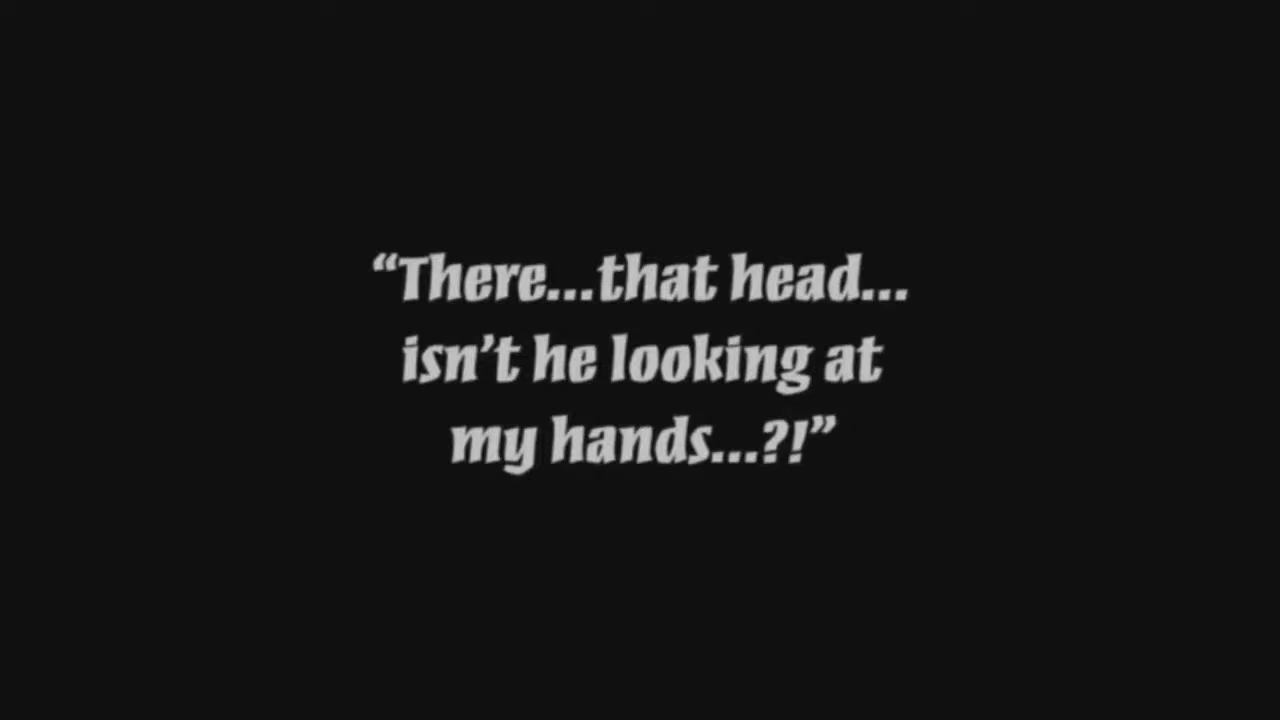 “There...that head...
isn’t he looking at
my hands...?!”